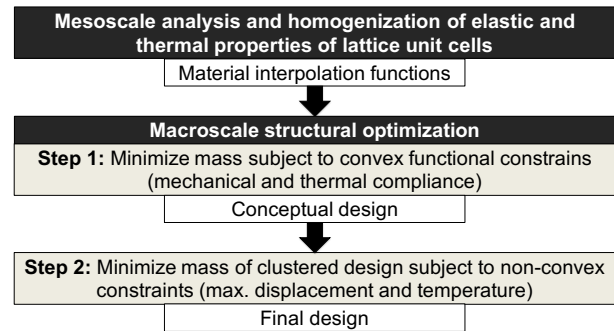 Mesoscale analysis and homogenization of elastic and
thermal properties of lattice unit cells
Material interpolation functions
Macroscale structural optimization
Step 1: Minimize mass subject to convex functional constrains
(mechanical and thermal compliance)
Conceptual design
Step 2: Minimize mass of clustered design subject to non-convex
constraints (max. displacement and temperature)
Final design